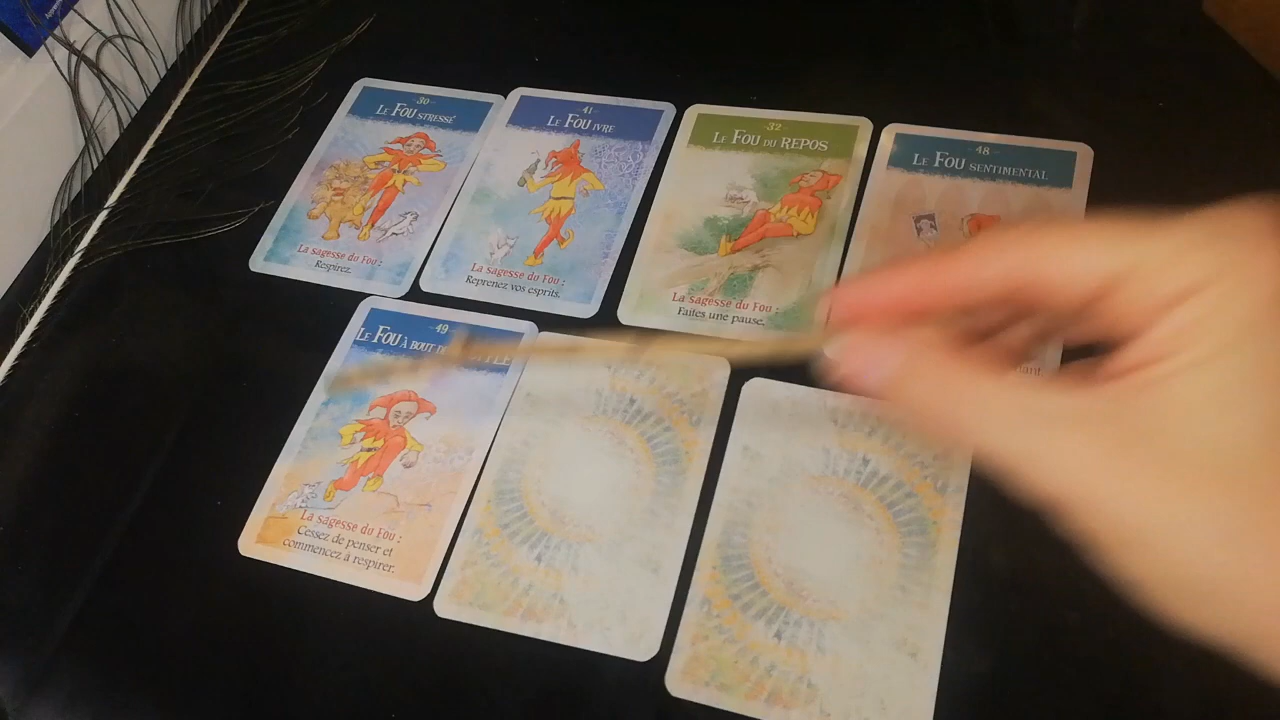 -30-
LE FOU STRESSÉ
La sagesse du Fou :
Respirez.
-41-
LE FOU IVRE
La sagesse du Fou :
Reprenez vos esprits.
-32-
LE FOU DU REPOS
La sagesse du Fou :
Faites une pause.
-48-
LE FOU SENTIMENTAL
-49-
LE FOU À BOUT
La sagesse du Fou :
Cessez de penser et
commencez à respirer.